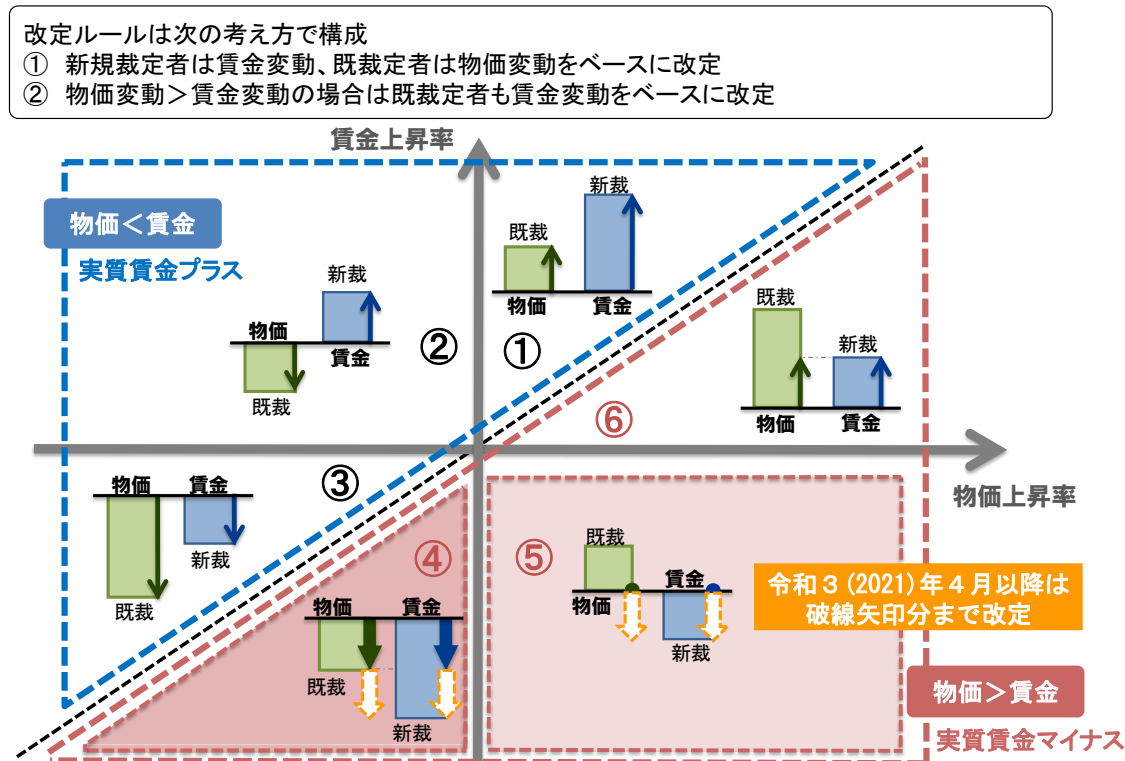 改定ルールは次の考え方で構成
① 新規裁定者は賃金変動、既裁定者は物価変動をベースに改定
② 物価変動＞賃金変動の場合は既裁定者も賃金変動をベースに改定
賃金上昇率
物価＜賃金
実質賃金プラス
新裁
既裁
物価 賃金
①
新裁
物価
賃金
既裁
②
既裁
新裁
物価 賃金
⑥
物価上昇率
物価 賃金
新裁
既裁
③
④
物価 賃金
既裁
新裁
⑤
既裁
物価
賃金
新裁
令和３(2021)年４月以降は
破線矢印分まで改定
物価＞賃金
実質賃金マイナス